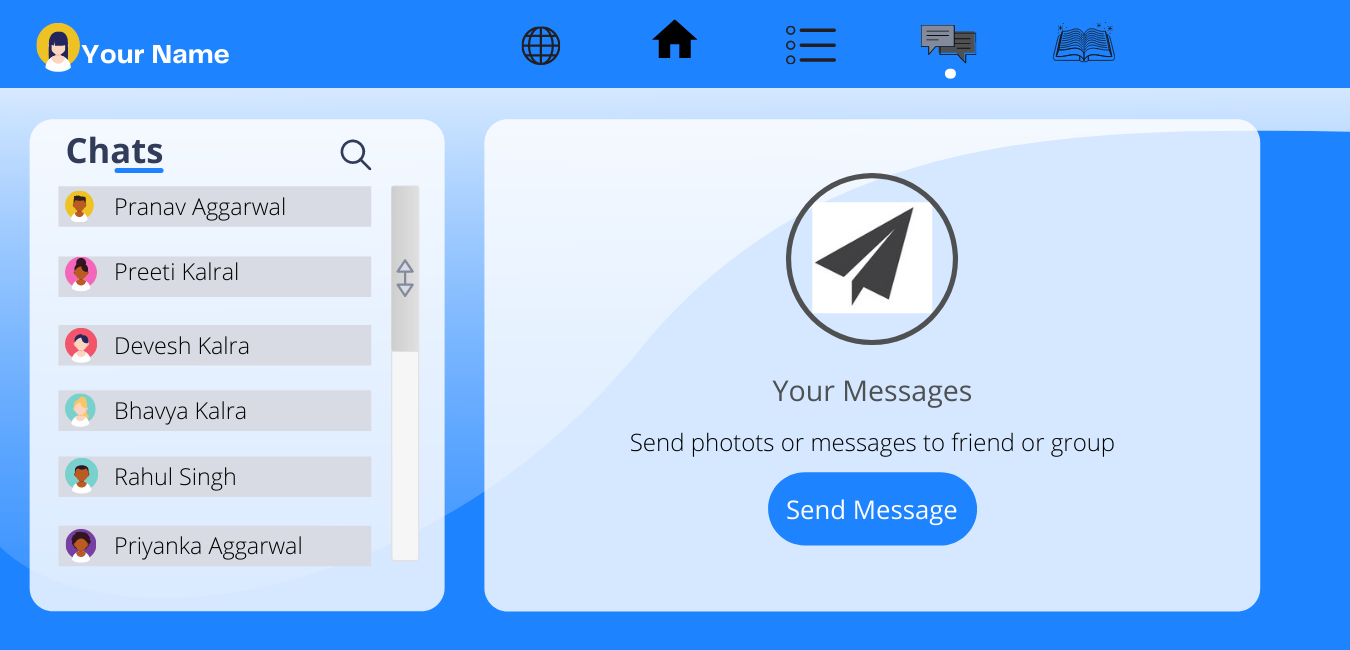 Your Name
Chats
Pranav Aggarwal
Preeti Kalral
Devesh Kalra
Bhavya Kalra
Rahul Singh
Priyanka Aggarwal
Your Messages
Send photots or messages to friend or group
Send Message